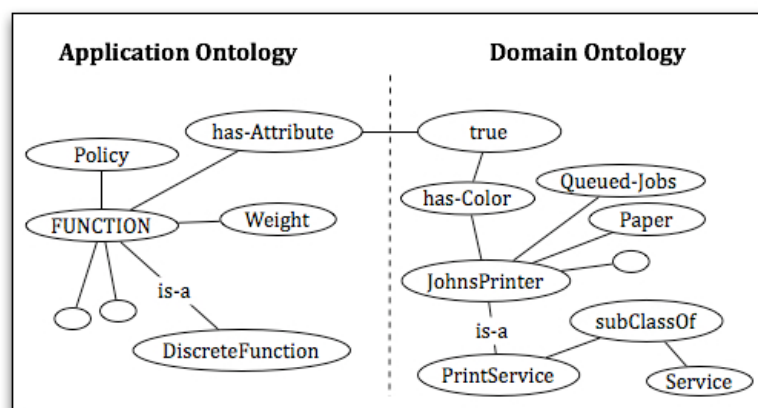 Application Ontology
Domain Ontology
has-Attribute
true
Policy
Queued-Jobs
has-Color
FUNCTION
Weight
Paper
JohnsPrinter
is-a
is-a
subClassOf
DiscreteFunction
PrintService
Service